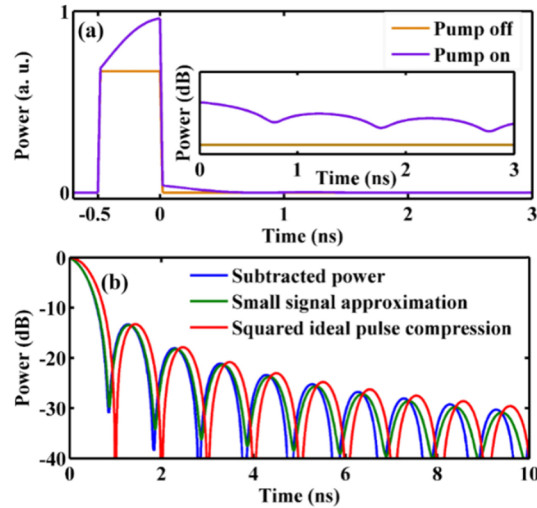 1
(a)
Pump off
Pump on
Power (a. u.)
Power (dB)
0 1 2 3
Time (ns)
0
-0.5 0 1 2 3
Time (ns)
0
(b)
Subtracted power
Small signal approximation
Squared ideal pulse compression
-10
Power (dB)
-20
-30
-40
0 2 4 6 8 10
Time (ns)